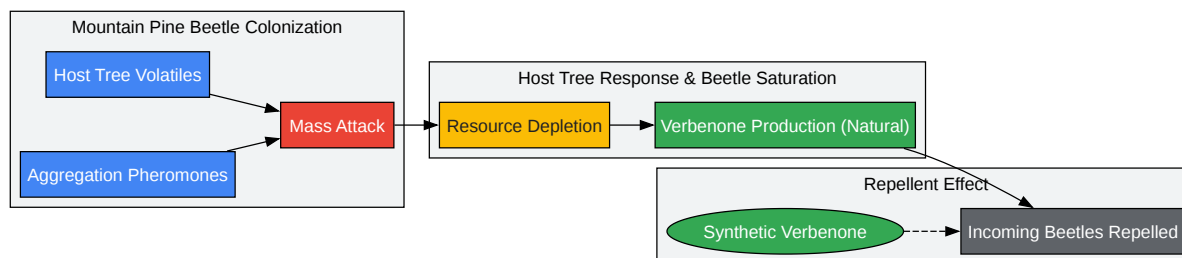 Mountain Pine Beetle Colonization
Host Tree Volatiles
Aggregation Pheromones
Mass Attack
Host Tree Response & Beetle Saturation
Resource Depletion
Verbenone Production (Natural)
Repellent Effect
Synthetic Verbenone
Incoming Beetles Repelled